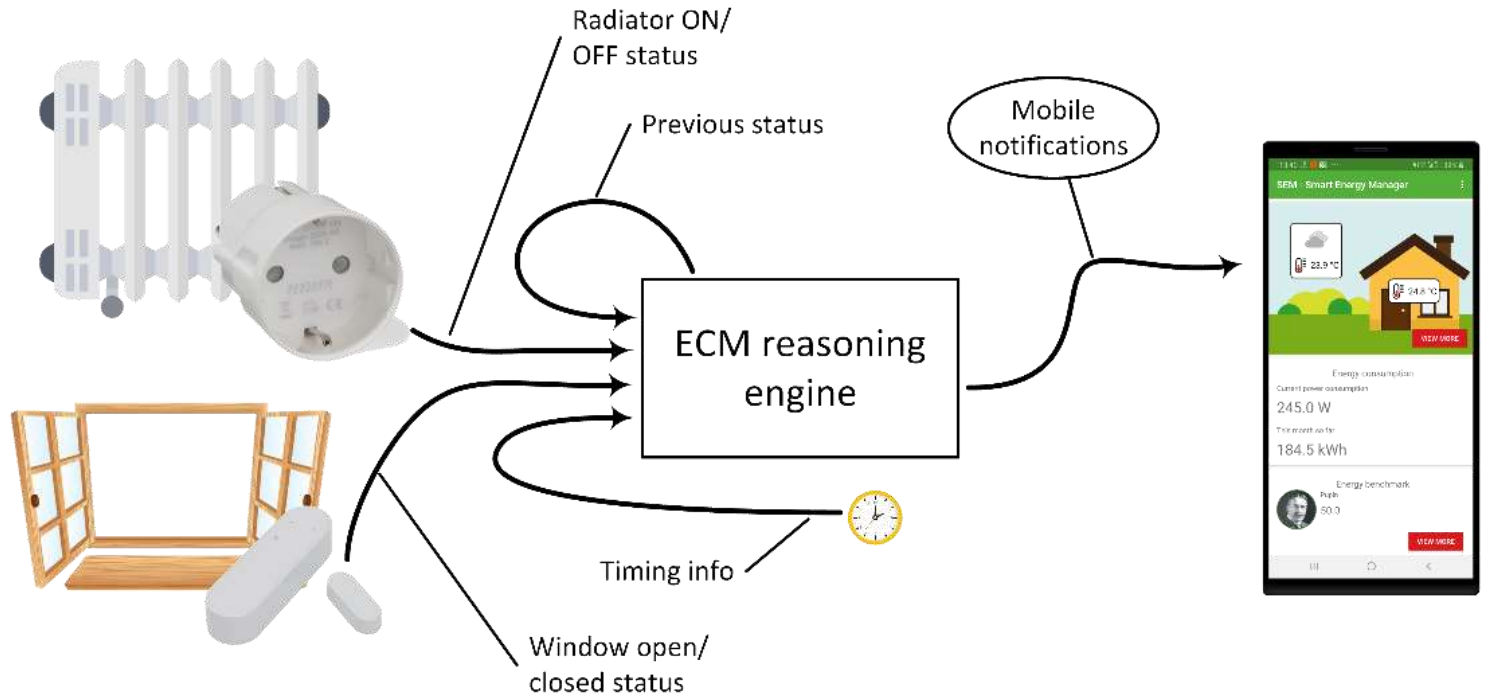 Radiator ON/
OFF status
Previous status
Mobile
notifications
ECM reasoning
engine
Timing info
Window open/
closed status
SEM - Smart Energy Manager
23.9 °C
24.8 °C
VIEW MORE
Energy consumption
Current power consumption
245.0 W
This month so far
184.5 kWh
Energy benchmark
Pupin
50.0
VIEW MORE